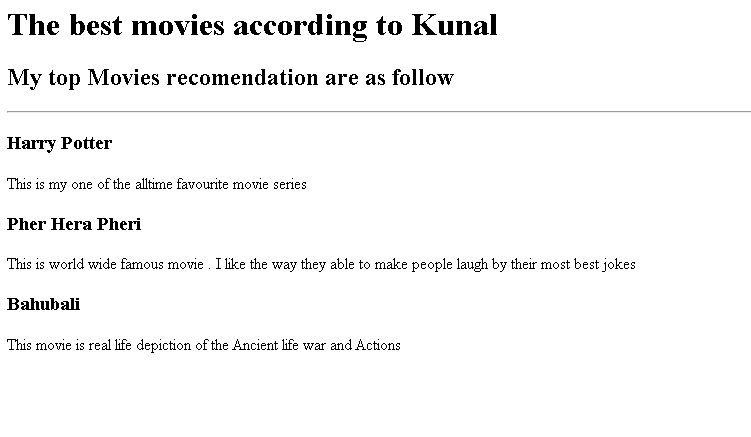 The best movies according to Kunal
My top Movies recomendation are as follow
Harry Potter
This is my one of the alltime favourite movie series
Pher Hera Pheri
This is world wide famous movie . I like the way they able to make people laugh by their most best jokes
Bahubali
This movie is real life depiction of the Ancient life war and Actions